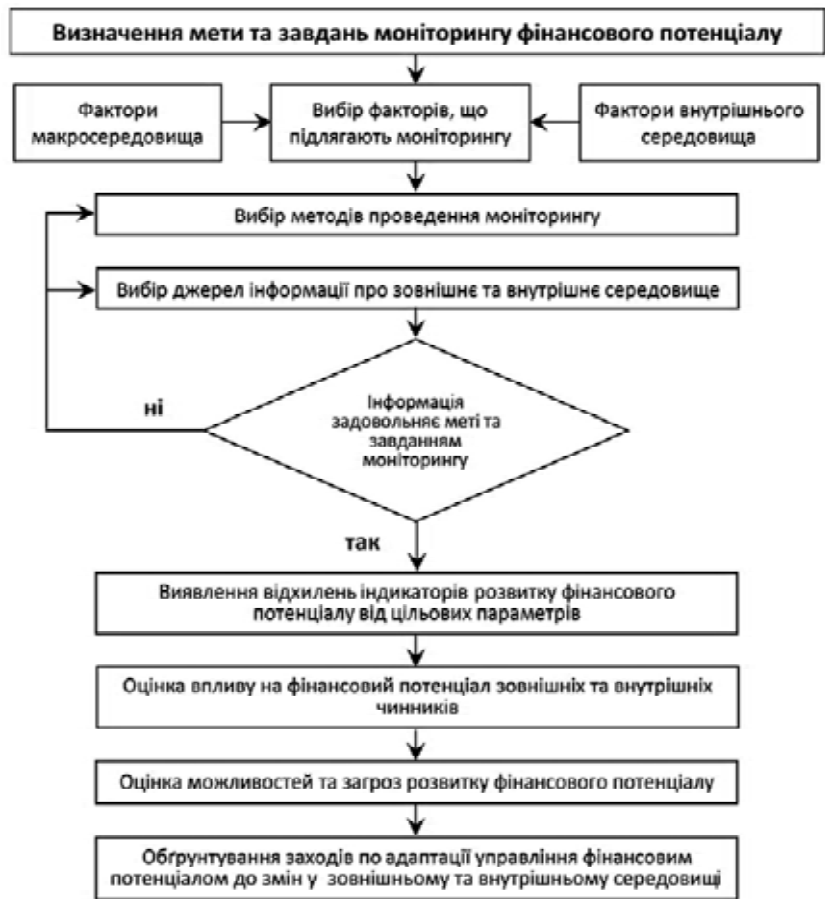 Визначення мети та завдань моніторингу фінансового потенціалу
Фактори
макросередовища
Вибір факторів, що
підлягають моніторингу
Фактори внутрішнього
середовища
Вибір методів проведення моніторингу
Вибір джерел інформації про зовнішнє та внутрішнє середовище
ні
Інформація
задовольняє меті та
завданням
моніторингу
так
Виявлення відхилень індикаторів розвитку фінансового
потенціалу від цільових параметрів
Оцінка впливу на фінансовий потенціал зовнішніх та внутрішніх
чинників
Оцінка можливостей та загроз розвитку фінансового потенціалу
Обґрунтування заходів по адаптації управління фінансовим
потенціалом до змін у зовнішньому та внутрішньому середовищі